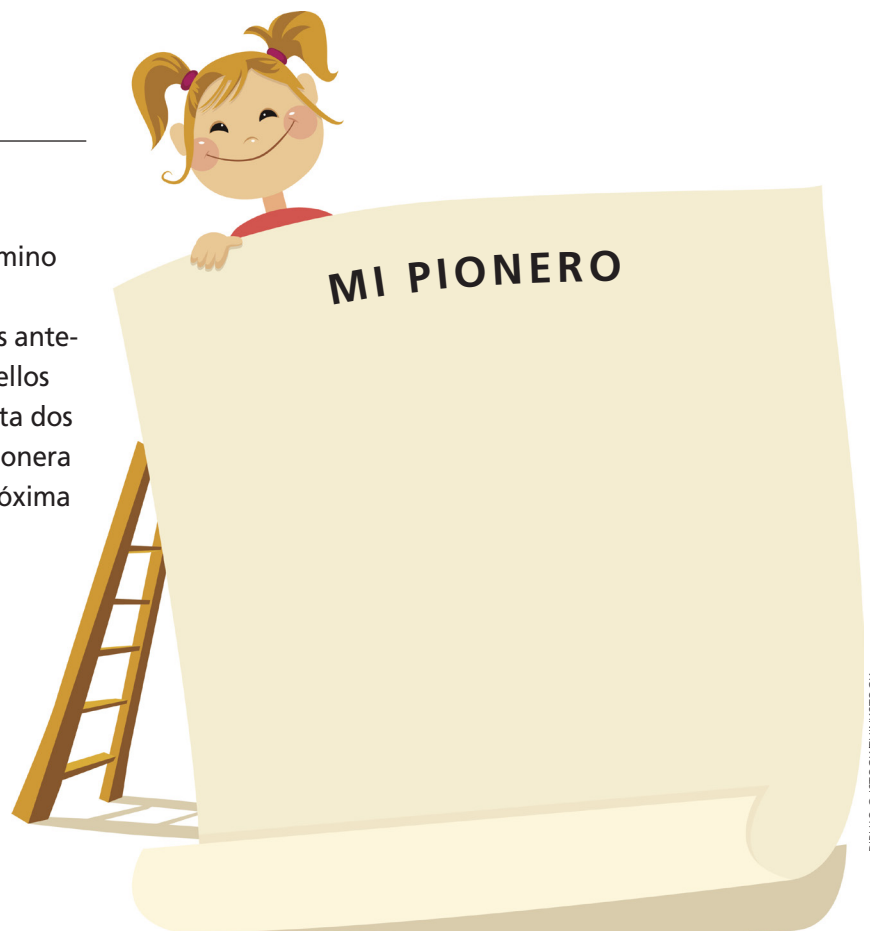 MI PIONERO
mino
s ante-
ellos
ta dos
onera
óxima